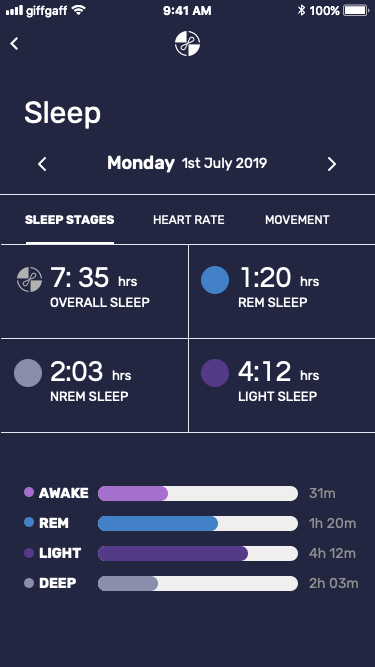 giffgaff 9:41 AM 100%
Sleep
Monday 1st July 2019
SLEEP STAGES HEART RATE MOVEMENT
7: 35 hrs 1:20 hrs
OVERALL SLEEP REM SLEEP
2:03 hrs 4:12 hrs
NREM SLEEP LIGHT SLEEP
AWAKE 31m
REM 1h 20m
LIGHT 4h 12m
DEEP 2h 03m